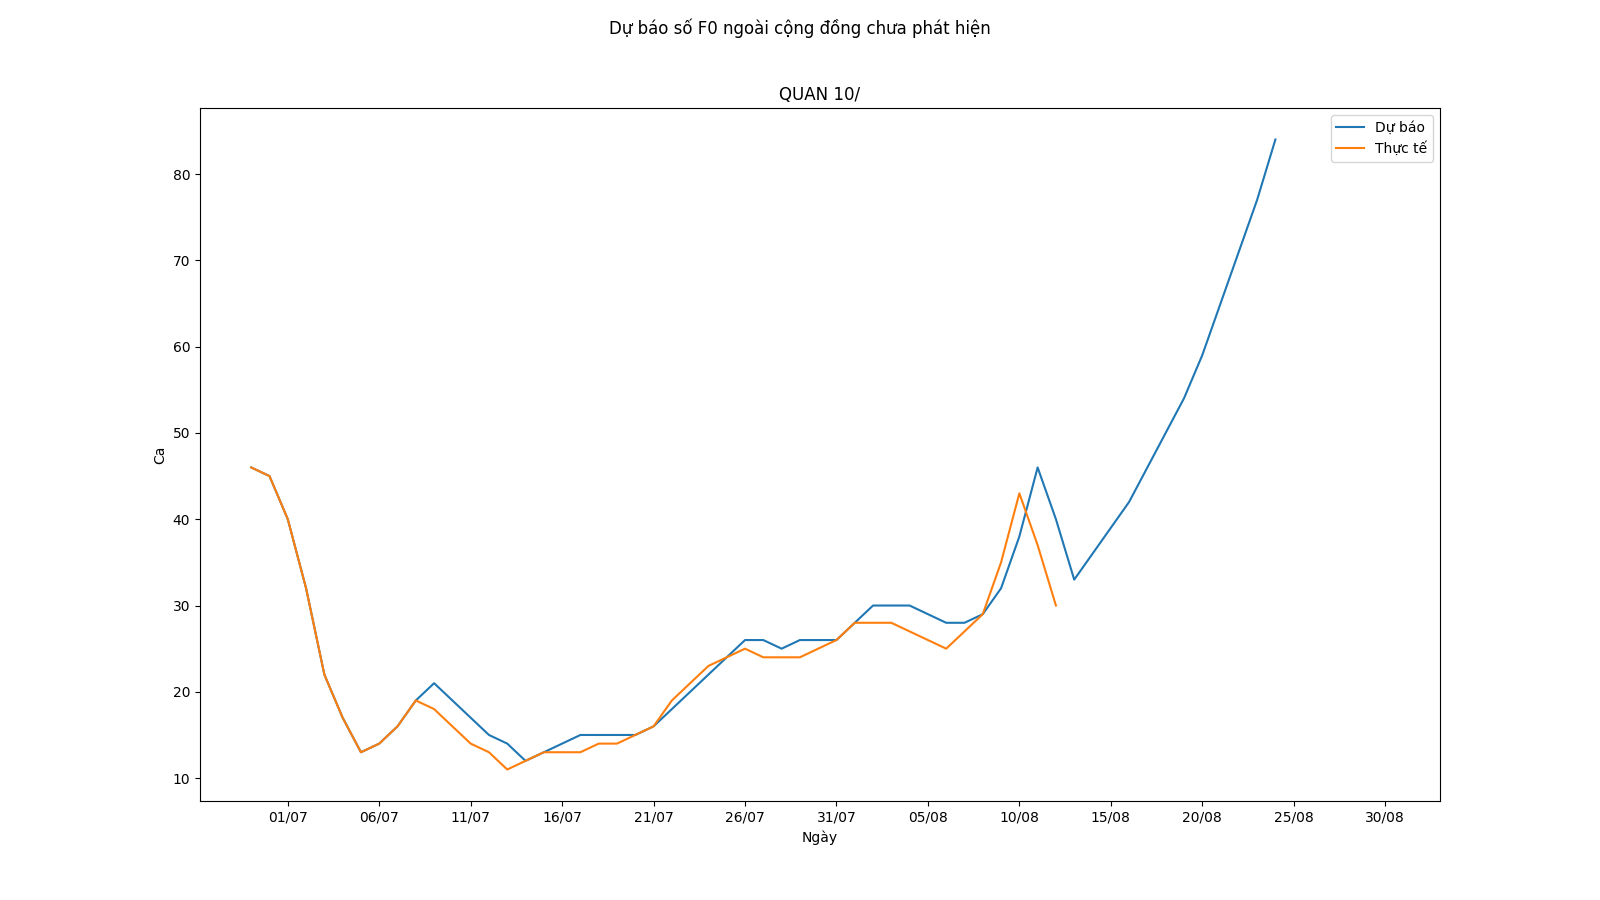 Dự báo số F0 ngoài cộng đồng chưa phát hiện
QUAN 10/
Dự báo
Thực tế
80
70
60
50
40
30
20
10
Ca
01/07 06/07 11/07 16/07 21/07 26/07 31/07 05/08 10/08 15/08 20/08 25/08 30/08
Ngày